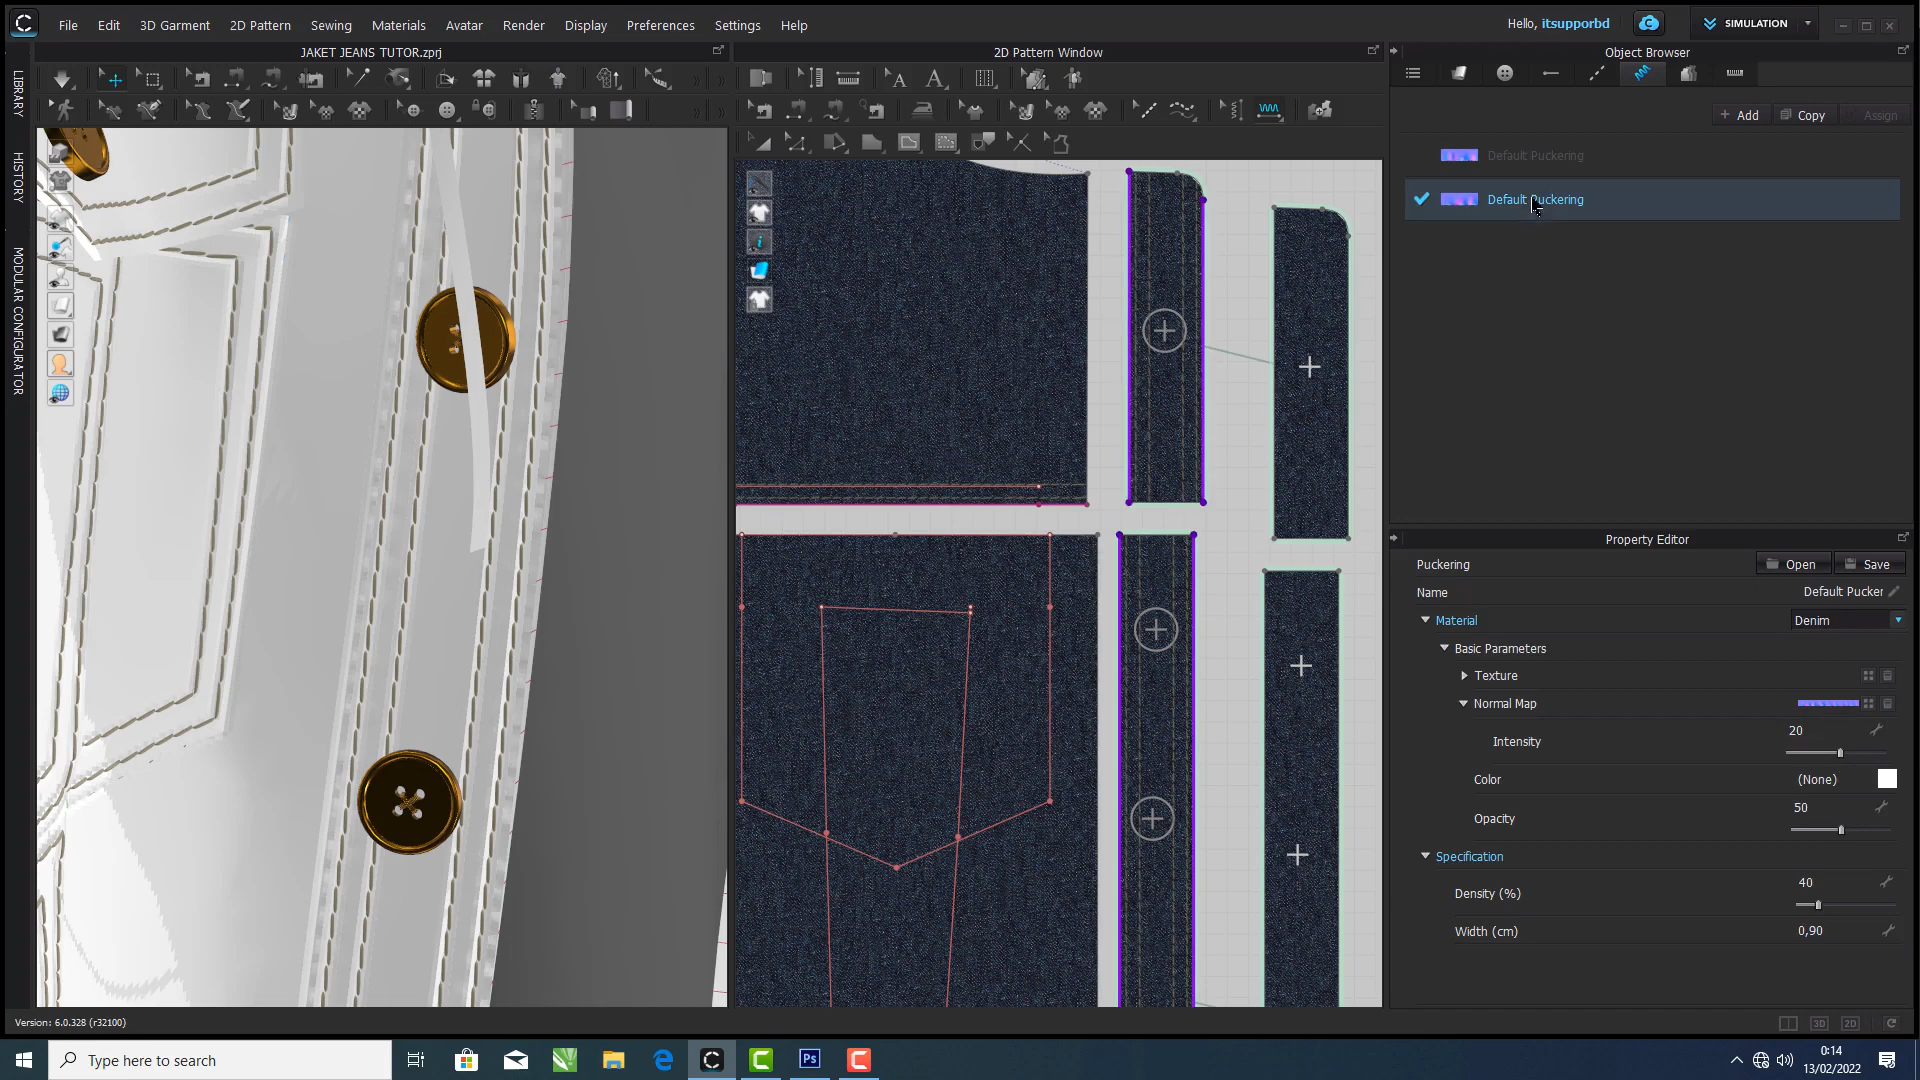 File Edit 3D Garment 2D Pattern Sewing Materials Avatar Render Display Preferences Settings Help
Hello, itsupporbd
SIMULATION
JAKET JEANS TUTOR.zprj
2D Pattern Window
Object Browser
LIBRARY
HISTORY
MODULAR CONFIGURATOR
+ Add
Copy
Assign
Default Puckering
Default Puckering
Property Editor
Puckering
Open
Save
Name
Default Pucker
Material
Denim
Basic Parameters
Texture
Normal Map
Intensity
20
Color
(None)
Opacity
50
Specification
Density (%)
40
Width (cm)
0,90
Version: 6.0.328 (r32100)
3D
2D
Type here to search
Ps
0:14
13/02/2022